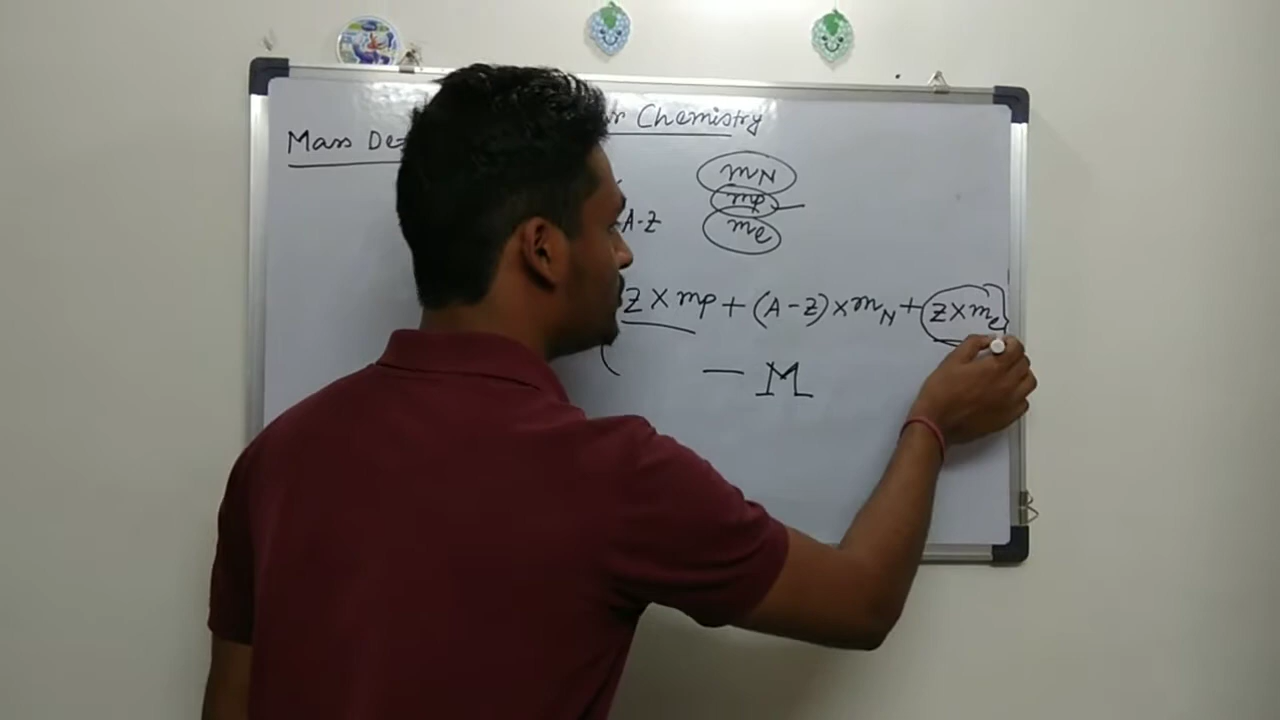 Chemistry
Mass De
mN
mp
A-Z
me
Z × mp + (A-Z) × mN + Z×me
— M